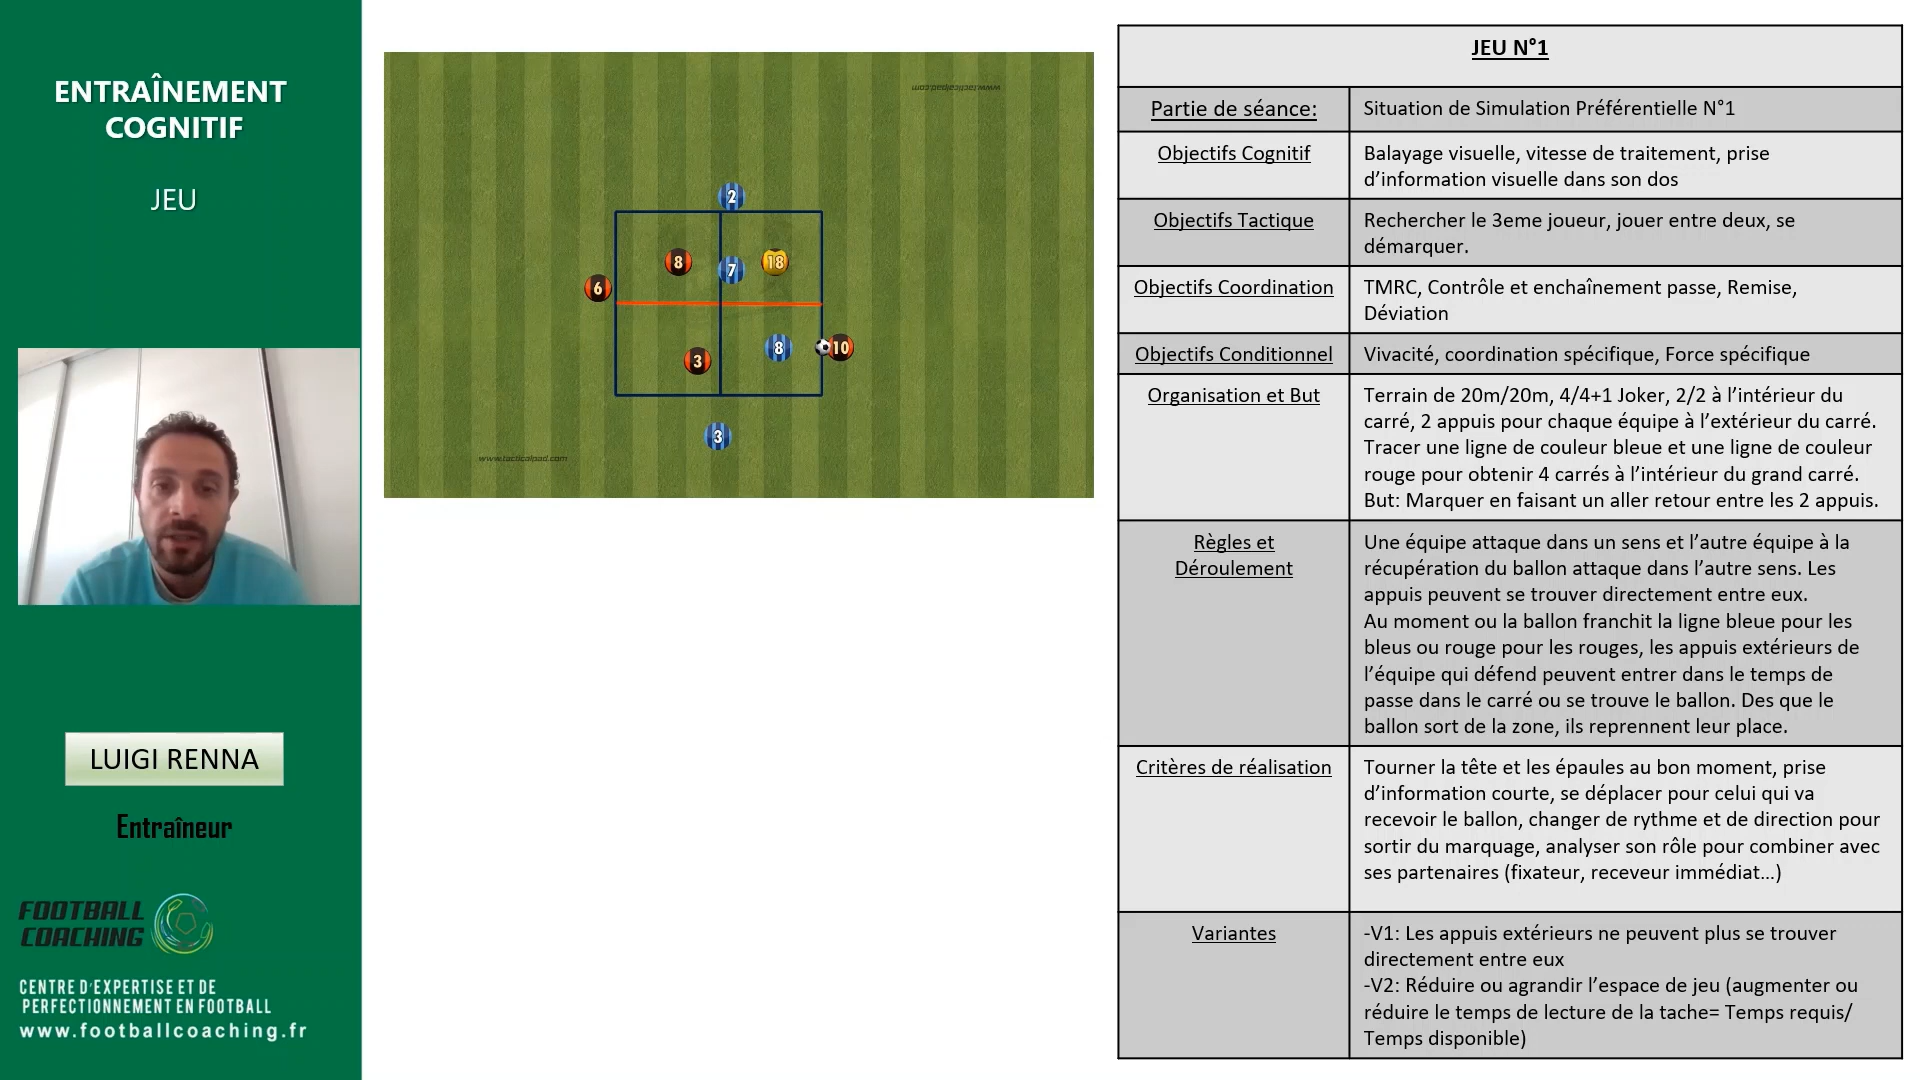 ENTRAÎNEMENT
COGNITIF
JEU
LUIGI RENNA
Entraîneur
FOOTBALL
COACHING
CENTRE D'EXPERTISE ET DE
PERFECTIONNEMENT EN FOOTBALL
www.footballcoaching.fr
www.tacticalpad.com
2
8
7
18
6
3
8
10
3
www.tacticalpad.com
JEU N°1
Partie de séance:
Situation de Simulation Préférentielle N°1
Objectifs Cognitif
Balayage visuelle, vitesse de traitement, prise
d’information visuelle dans son dos
Objectifs Tactique
Rechercher le 3eme joueur, jouer entre deux, se
démarquer.
Objectifs Coordination
TMRC, Contrôle et enchaînement passe, Remise,
Déviation
Objectifs Conditionnel
Vivacité, coordination spécifique, Force spécifique
Organisation et But
Terrain de 20m/20m, 4/4+1 Joker, 2/2 à l’intérieur du
carré, 2 appuis pour chaque équipe à l’extérieur du carré.
Tracer une ligne de couleur bleue et une ligne de couleur
rouge pour obtenir 4 carrés à l’intérieur du grand carré.
But: Marquer en faisant un aller retour entre les 2 appuis.
Règles et
Déroulement
Une équipe attaque dans un sens et l’autre équipe à la
récupération du ballon attaque dans l’autre sens. Les
appuis peuvent se trouver directement entre eux.
Au moment ou la ballon franchit la ligne bleue pour les
bleus ou rouge pour les rouges, les appuis extérieurs de
l’équipe qui défend peuvent entrer dans le temps de
passe dans le carré ou se trouve le ballon. Des que le
ballon sort de la zone, ils reprennent leur place.
Critères de réalisation
Tourner la tête et les épaules au bon moment, prise
d’information courte, se déplacer pour celui qui va
recevoir le ballon, changer de rythme et de direction pour
sortir du marquage, analyser son rôle pour combiner avec
ses partenaires (fixateur, receveur immédiat…)
Variantes
-V1: Les appuis extérieurs ne peuvent plus se trouver
directement entre eux
-V2: Réduire ou agrandir l’espace de jeu (augmenter ou
réduire le temps de lecture de la tache= Temps requis/
Temps disponible)